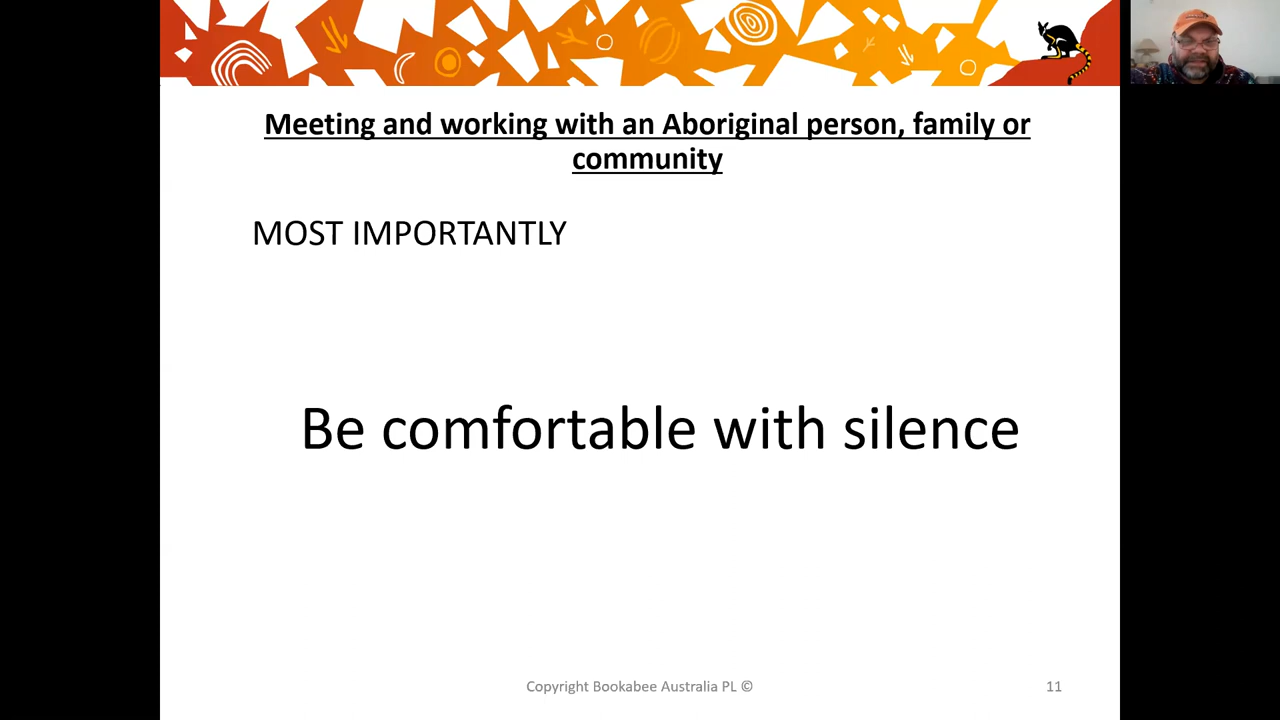 Meeting and working with an Aboriginal person, family or
community
MOST IMPORTANTLY
Be comfortable with silence
Copyright Bookabee Australia PL ©
11